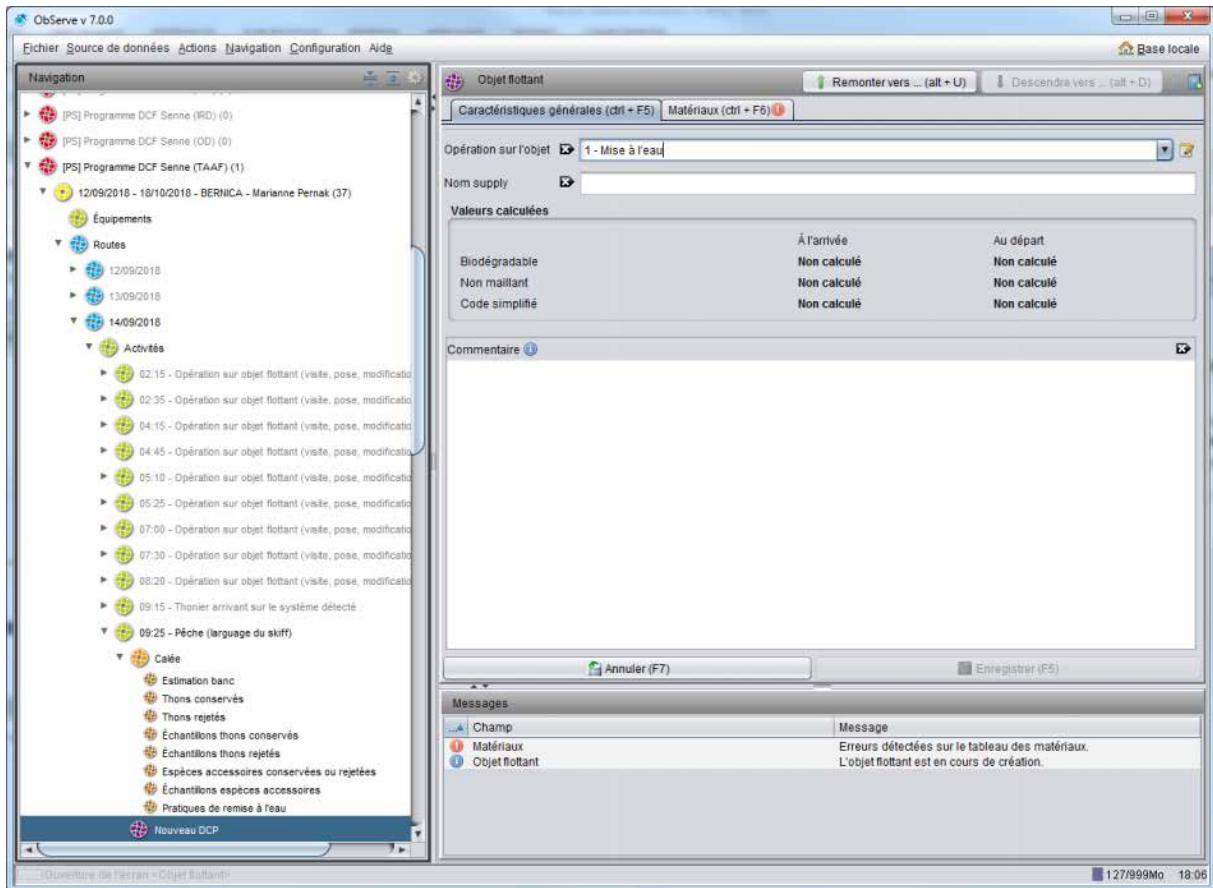 ObServe v 7.0.0
Fichier Source de données Actions Navigation Configuration Aide
Base locale
Navigation
[PS] Programme DCF Senne (IRD) (0)
[PS] Programme DCF Senne (OD) (0)
[PS] Programme DCF Senne (TAAF) (1)
12/09/2018 - 18/10/2018 - BERNICA - Marianne Pernak (37)
Équipements
Routes
12/09/2018
13/09/2018
14/09/2018
Activités
02:15 - Opération sur objet flottant (visite, pose, modificatio
02:35 - Opération sur objet flottant (visite, pose, modificatio
04:15 - Opération sur objet flottant (visite, pose, modificatio
04:45 - Opération sur objet flottant (visite, pose, modificatio
05:10 - Opération sur objet flottant (visite, pose, modificatio
05:25 - Opération sur objet flottant (visite, pose, modificatio
07:00 - Opération sur objet flottant (visite, pose, modificatio
07:30 - Opération sur objet flottant (visite, pose, modificatio
08:20 - Opération sur objet flottant (visite, pose, modificatio
09:15 - Thonier arrivant sur le système détecté
09:25 - Pêche (larguage du skiff)
Calée
Estimation banc
Thons conservés
Thons rejetés
Échantillons thons conservés
Échantillons thons rejetés
Espèces accessoires conservées ou rejetées
Échantillons espèces accessoires
Pratiques de remise à l'eau
Nouveau DCP
Objet flottant
Remonter vers ... (alt + U)
Descendre vers ... (alt + D)
Caractéristiques générales (ctrl + F5) Matériaux (ctrl + F6)
Opération sur l'objet 1 - Mise à l'eau
Nom supply
Valeurs calculées
À l'arrivée Au départ
Biodégradable Non calculé Non calculé
Non maillant Non calculé Non calculé
Code simplifié Non calculé Non calculé
Commentaire
Annuler (F7) Enregistrer (F5)
Messages
... Champ Message
Matériaux Erreurs détectées sur le tableau des matériaux.
Objet flottant L'objet flottant est en cours de création.
Ouverture de l'écran <Objet flottant>
127/999Mo 18:06